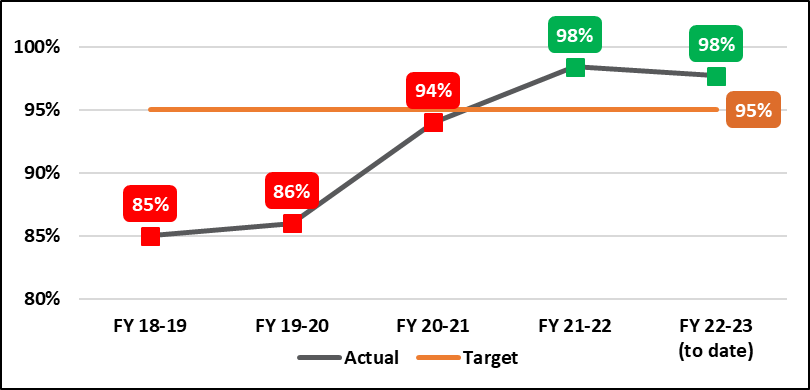 100%
95%
90%
85%
80%
85%
86%
94%
98%
98%
95%
FY 18-19
FY 19-20
FY 20-21
FY 21-22
FY 22-23
(to date)
Actual
Target